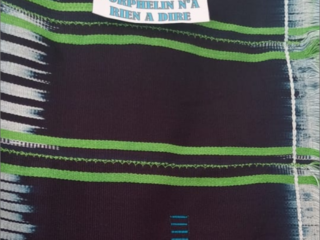 ORPHELIN N'A
RIEN A DIRE